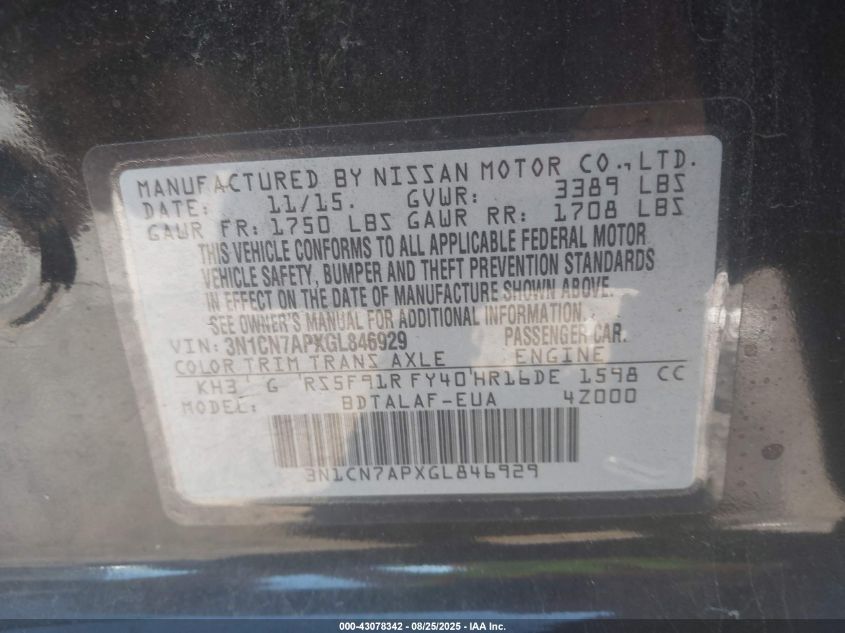 MANUFACTURED BY NISSAN MOTOR CO., LTD.
DATE: 11/15. GVWR: 3389 LBS
GAWR FR: 1750 LBS GAWR RR: 1708 LBS
THIS VEHICLE CONFORMS TO ALL APPLICABLE FEDERAL MOTOR
VEHICLE SAFETY, BUMPER AND THEFT PREVENTION STANDARDS
IN EFFECT ON THE DATE OF MANUFACTURE SHOWN ABOVE.
SEE OWNER'S MANUAL FOR ADDITIONAL INFORMATION.
VIN: 3N1CN7APXGL846929 PASSENGER CAR.
COLOR TRIM TRANS AXLE ENGINE
KH3 G RS5F91R FY40 HR16DE 1598 CC
MODEL: BDTALAF-EUA 4Z000
3N1CN7APXGL846929
000-43078342 - 08/25/2025 - IAA Inc.